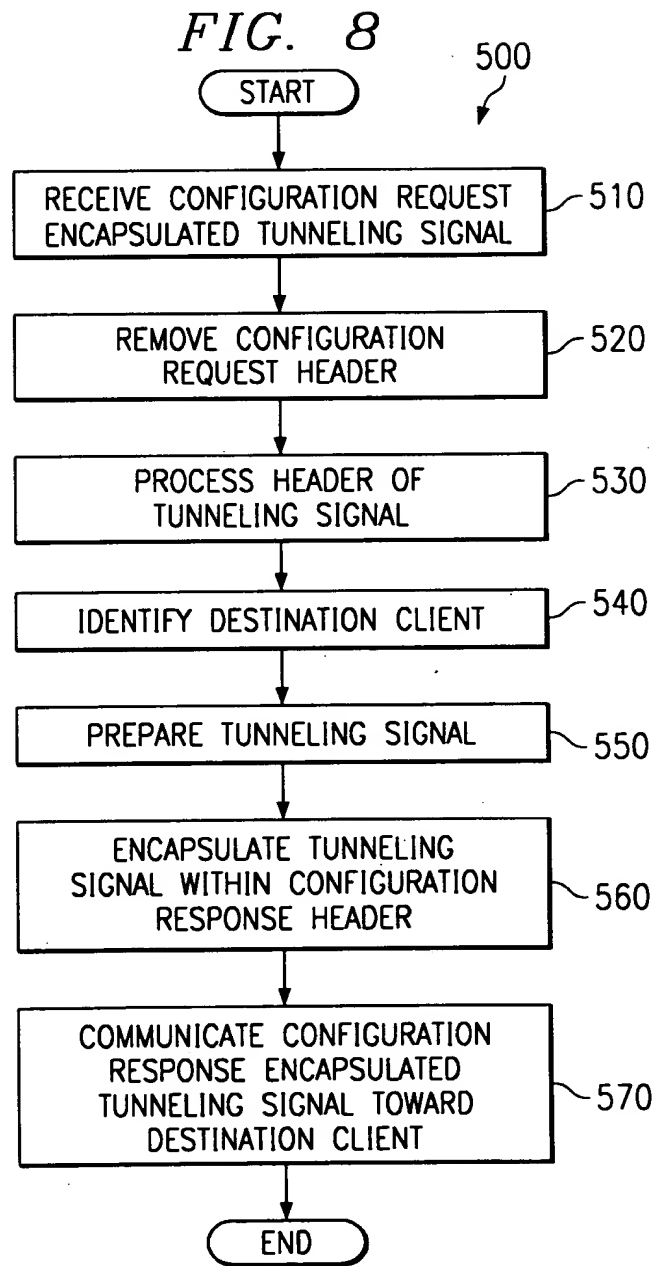 FIG. 8
500
START
RECEIVE CONFIGURATION REQUEST
ENCAPSULATED TUNNELING SIGNAL
510
REMOVE CONFIGURATION
REQUEST HEADER
520
PROCESS HEADER OF
TUNNELING SIGNAL
530
IDENTIFY DESTINATION CLIENT
540
PREPARE TUNNELING SIGNAL
550
ENCAPSULATE TUNNELING
SIGNAL WITHIN CONFIGURATION
RESPONSE HEADER
560
COMMUNICATE CONFIGURATION
RESPONSE ENCAPSULATED
TUNNELING SIGNAL TOWARD
DESTINATION CLIENT
570
END